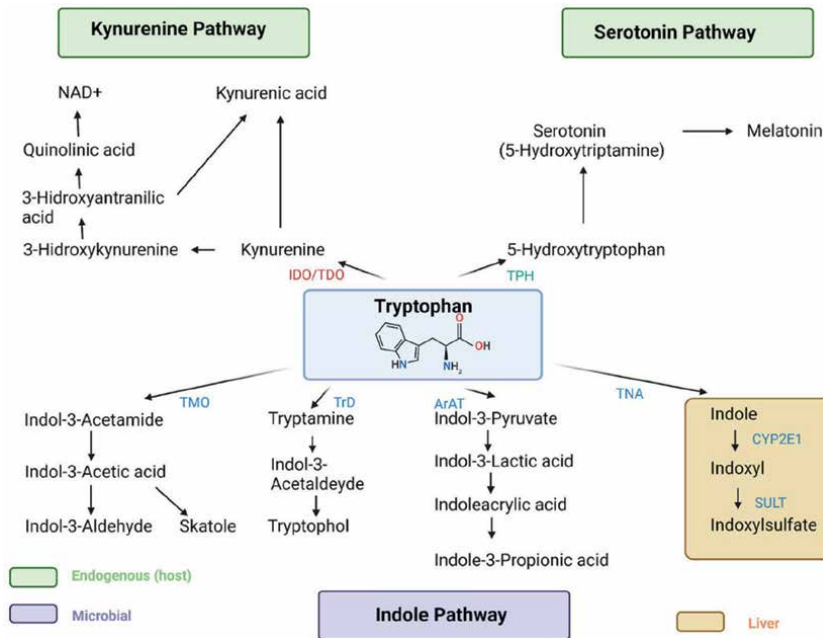 Kynurenine Pathway
Serotonin Pathway
NAD+
Kynurenic acid
Quinolinic acid
Serotonin
(5-Hydroxytriptamine)
Melatonin
3-Hidroxyantranilic
acid
3-Hidroxykynurenine
Kynurenine
5-Hydroxytryptophan
IDO/TDO
TPH
Tryptophan
O
OH
HN
NH₂
TMO
TrD
ArAT
TNA
Indol-3-Acetamide
Indol-3-Acetic acid
Indol-3-Aldehyde
Skatole
Tryptamine
Indol-3-
Acetaldeyde
Tryptophol
Indol-3-Pyruvate
Indol-3-Lactic acid
Indoleacrylic acid
Indole-3-Propionic acid
Indole
CYP2E1
Indoxyl
SULT
Indoxylsulfate
Endogenous (host)
Microbial
Indole Pathway
Liver